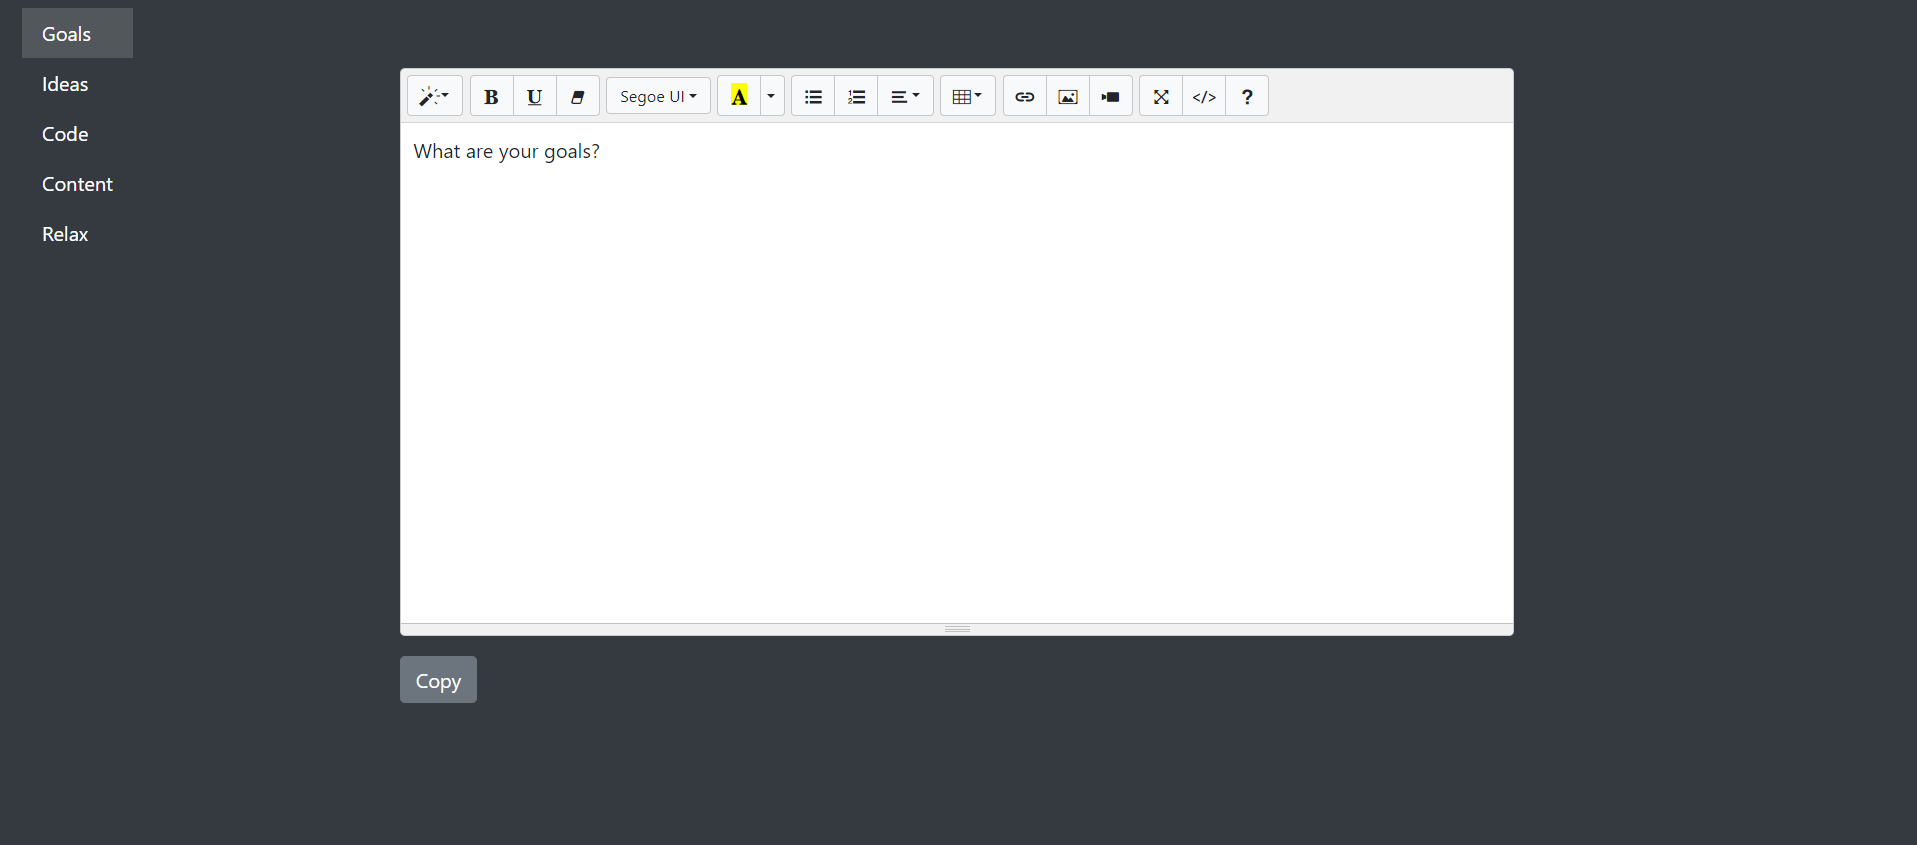 Goals
Ideas
Code
Content
Relax
B U Segoe UI A </> ?
What are your goals?
Copy